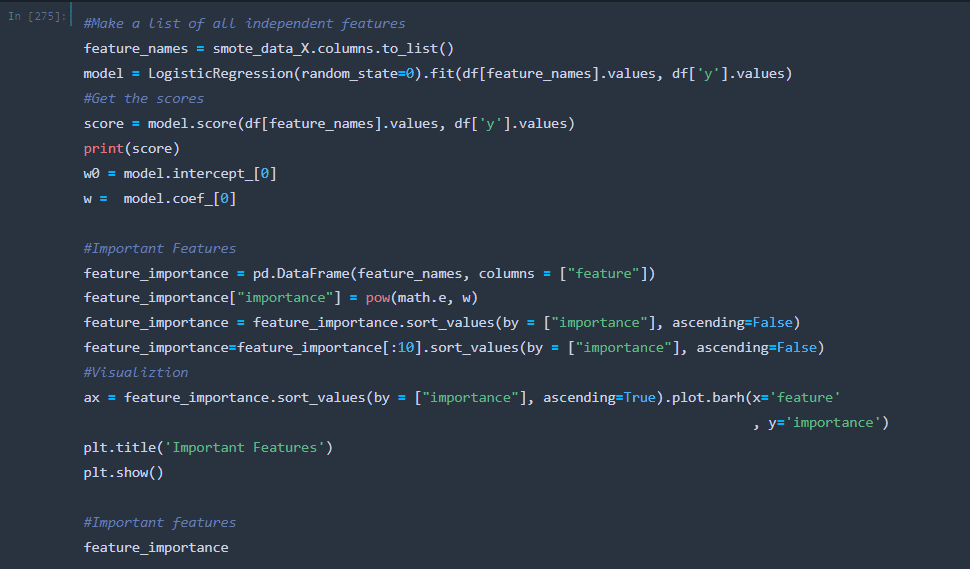 In [275]:
#Make a list of all independent features
feature_names = smote_data_X.columns.to_list()
model = LogisticRegression(random_state=0).fit(df[feature_names].values, df['y'].values)
#Get the scores
score = model.score(df[feature_names].values, df['y'].values)
print(score)
w0 = model.intercept_[0]
w =  model.coef_[0]
#Important Features
feature_importance = pd.DataFrame(feature_names, columns = ["feature"])
feature_importance["importance"] = pow(math.e, w)
feature_importance = feature_importance.sort_values(by = ["importance"], ascending=False)
feature_importance=feature_importance[:10].sort_values(by = ["importance"], ascending=False)
#Visualiztion
ax = feature_importance.sort_values(by = ["importance"], ascending=True).plot.barh(x='feature'
, y='importance')
plt.title('Important Features')
plt.show()
#Important features
feature_importance